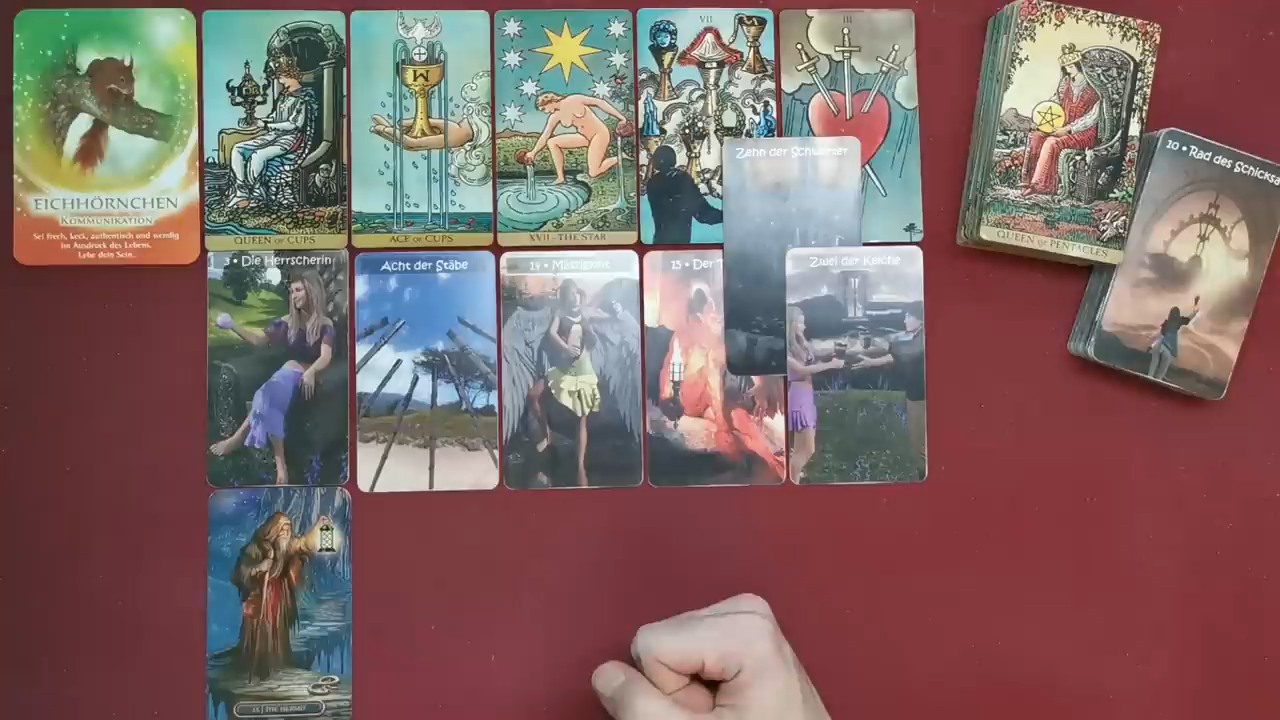 EICHHÖRNCHEN
KOMMUNIKATION
Sei frech, keck, authentisch und wendig
im Ausdruck des Lebens.
Lebe dein Sein..
QUEEN OF CUPS
ACE OF CUPS
XVII - THE STAR
VII
III
Zehn der Schwerter
QUEEN OF PENTACLES
10 • Rad des Schicksa
3 • Die Herrscherin
Acht der Stäbe
14 • Mässigkeit
15 • Der T
Zwei der Kelche
IX THE HERMIT